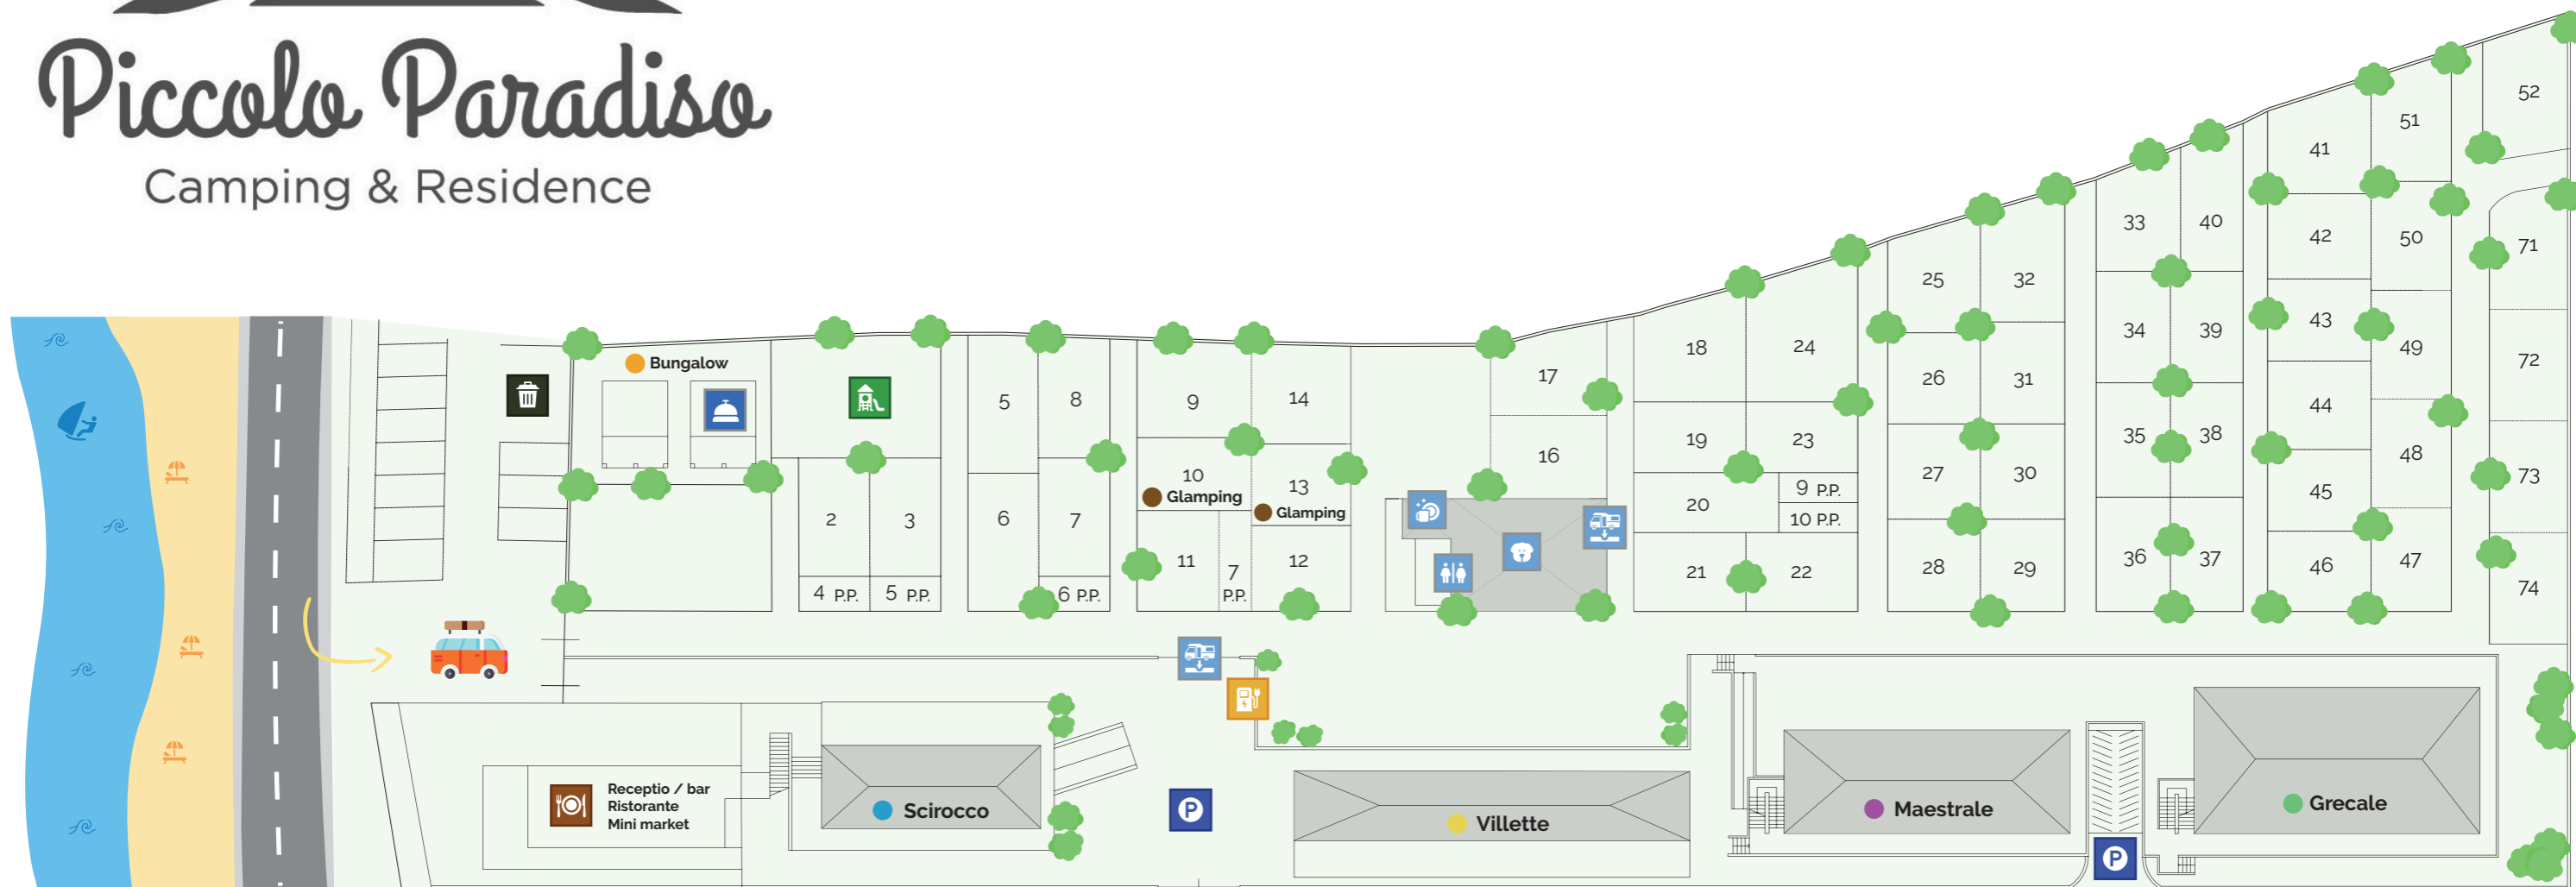 Piccolo Paradiso
Camping & Residence
Bungalow
2
3
4 P.P.
5 P.P.
5
8
6
7
6 P.P.
9
14
10
Glamping
13
Glamping
11
7
P.P.
12
17
16
18
24
19
23
20
9 P.P.
10 P.P.
21
22
25
32
26
31
27
30
28
29
33
40
34
39
35
38
36
37
41
51
42
50
43
49
44
48
45
46
47
52
71
72
73
74
Receptio / bar
Ristorante
Mini market
Scirocco
P
Villette
Maestrale
P
Grecale